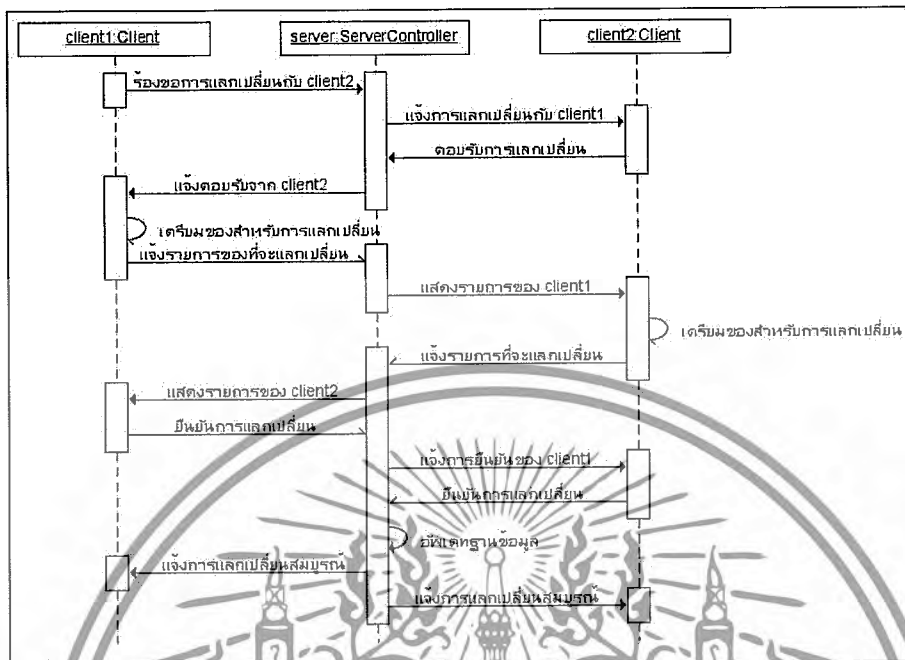 client1:Client
server:ServerController
client2:Client
ร้องขอการแลกเปลี่ยนกับ client2
แจ้งการแลกเปลี่ยนกับ client1
ตอบรับการแลกเปลี่ยน
แจ้งตอบรับจาก client2
เตรียมของสำหรับการแลกเปลี่ยน
แจ้งรายการของที่จะแลกเปลี่ยน
แสดงรายการของ client1
เตรียมของสำหรับการแลกเปลี่ยน
แจ้งรายการที่จะแลกเปลี่ยน
แสดงรายการของ client2
ยืนยันการแลกเปลี่ยน
แจ้งการยืนยันของ client1
ยืนยันการแลกเปลี่ยน
อัพเดทฐานข้อมูล
แจ้งการแลกเปลี่ยนสมบูรณ์
แจ้งการแลกเปลี่ยนสมบูรณ์